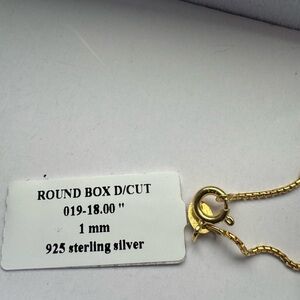 ROUND BOX D/CUT
019-18.00 "
1 mm
925 sterling silver